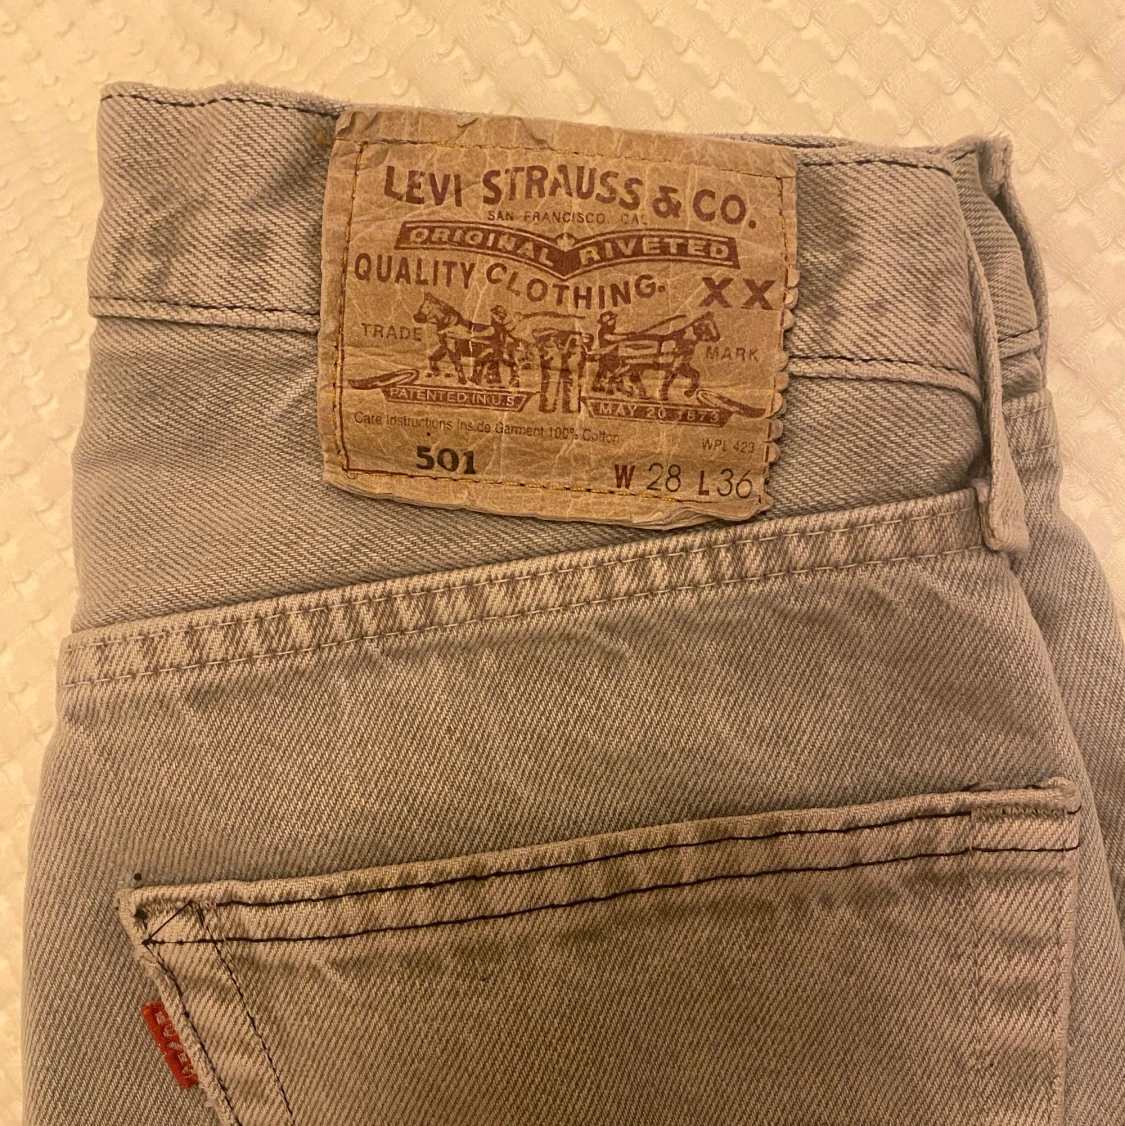 LEVI STRAUSS & CO.
SAN FRANCISCO CAL
ORIGINAL RIVETED
QUALITY CLOTHING. XX
TRADE MARK
PATENTED IN U.S MAY 20 1873
Care Instructions Inside Garment 100% Cotton
WPL 423
501
W 28 L 36
LEVI'S